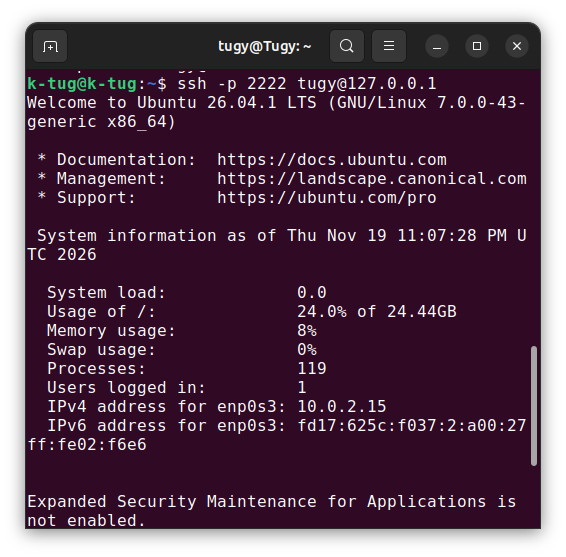 tugy@Tugy: ~
k-tug@k-tug:~$ ssh -p 2222 tugy@127.0.0.1
Welcome to Ubuntu 26.04.1 LTS (GNU/Linux 7.0.0-43-
generic x86_64)
* Documentation:  https://docs.ubuntu.com
* Management:     https://landscape.canonical.com
* Support:        https://ubuntu.com/pro
System information as of Thu Nov 19 11:07:28 PM U
TC 2026
System load:             0.0
Usage of /:              24.0% of 24.44GB
Memory usage:            8%
Swap usage:              0%
Processes:               119
Users logged in:         1
IPv4 address for enp0s3: 10.0.2.15
IPv6 address for enp0s3: fd17:625c:f037:2:a00:27
ff:fe02:f6e6
Expanded Security Maintenance for Applications is
not enabled.